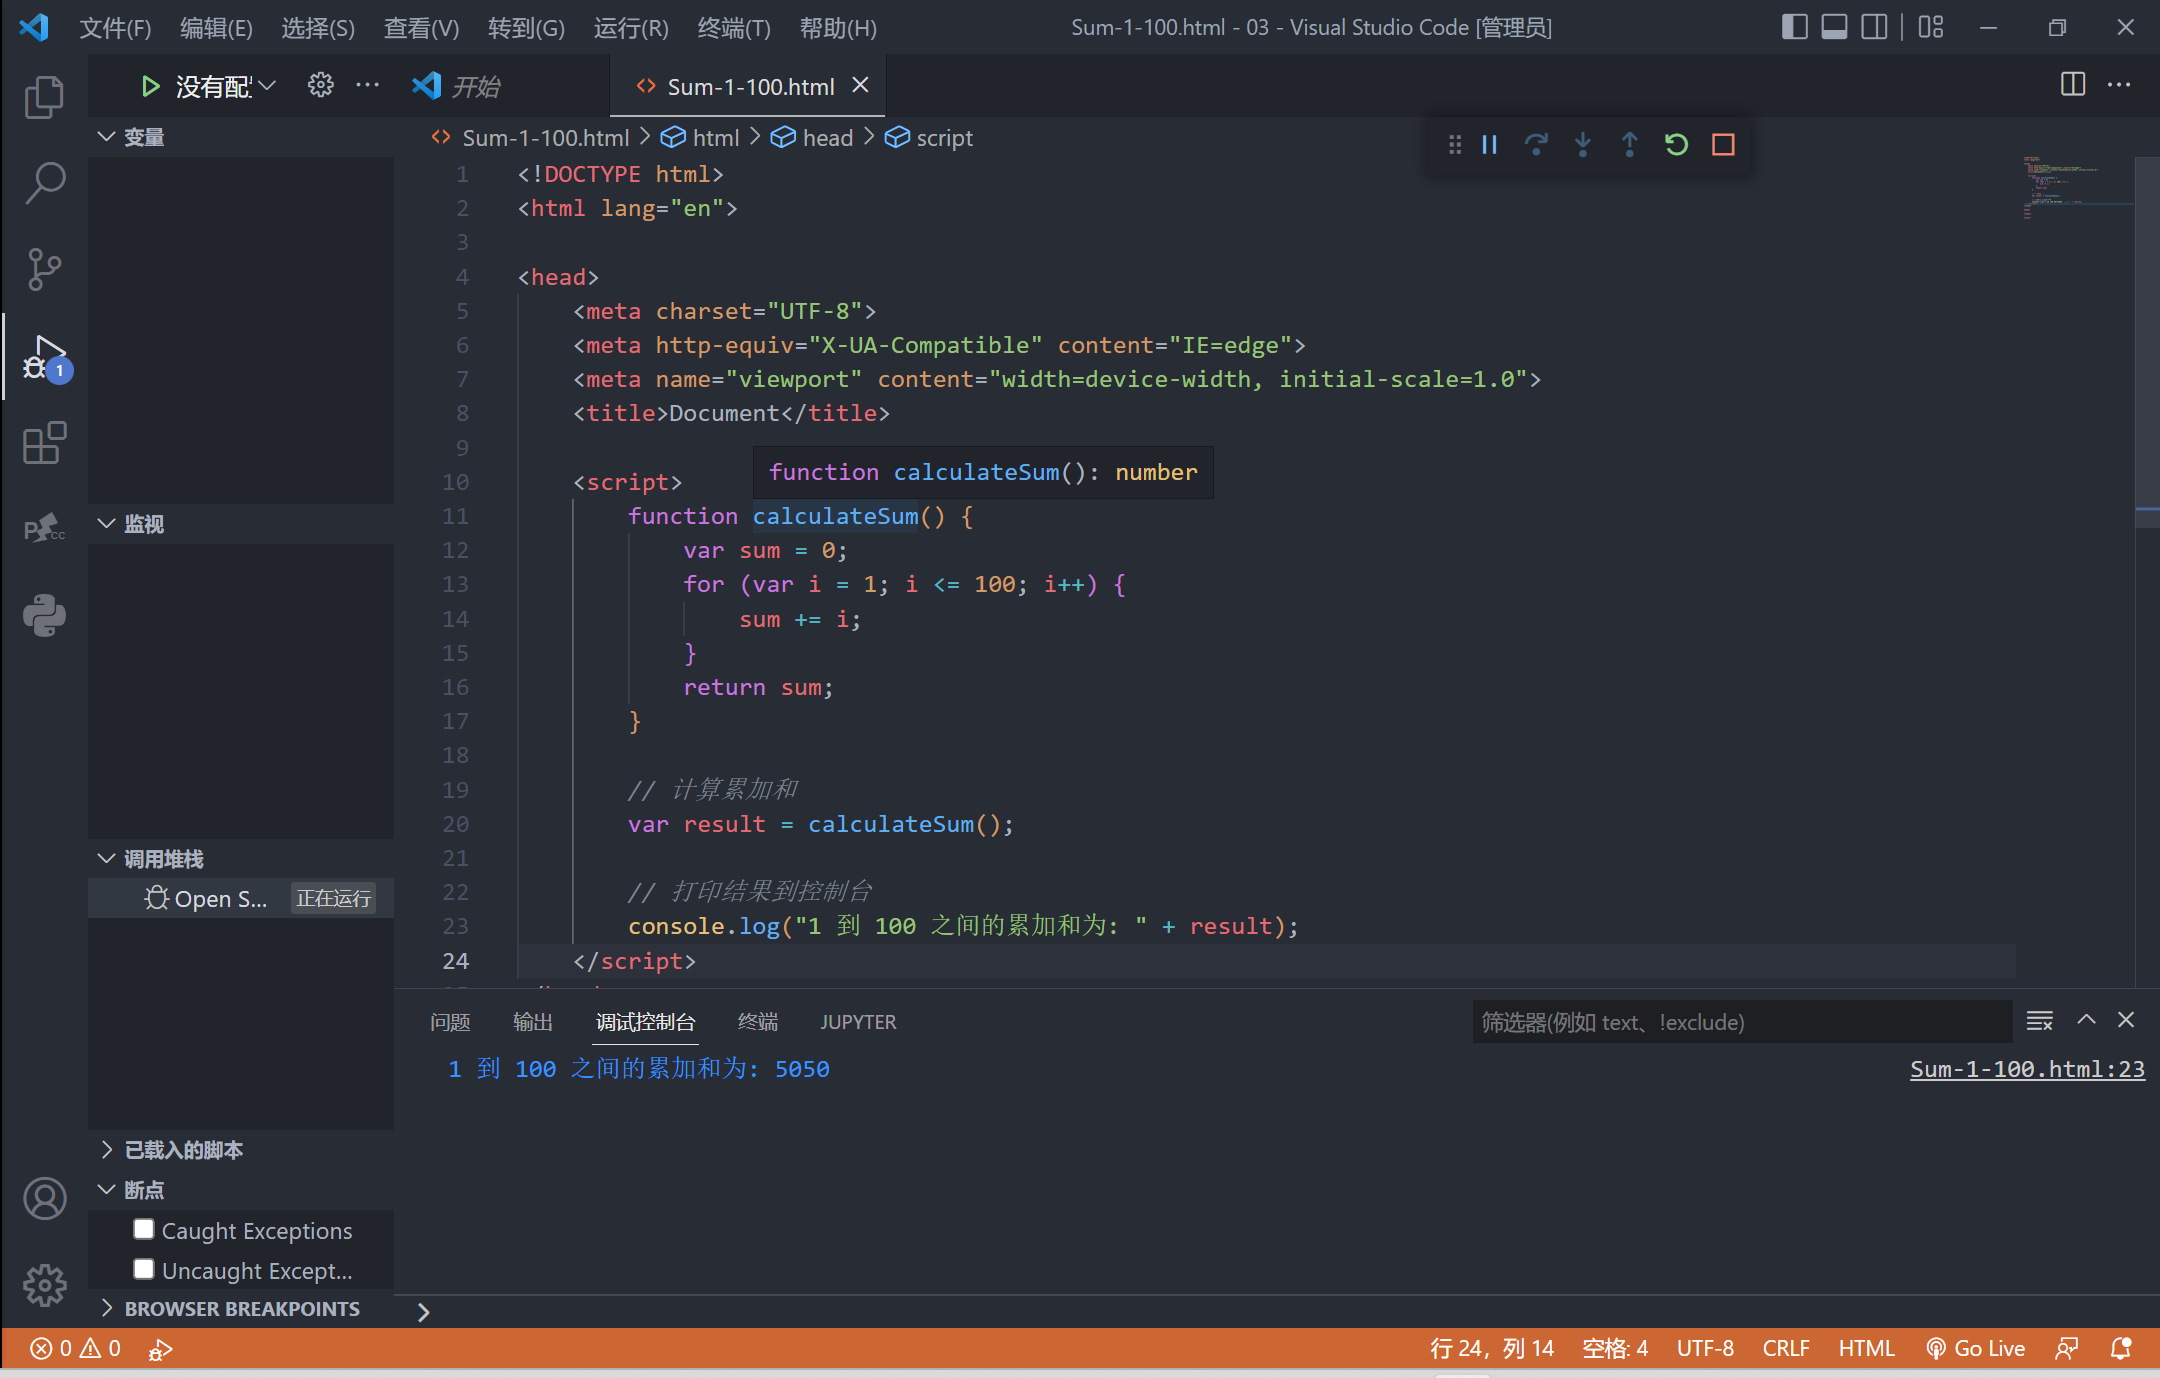 文件(F) 编辑(E) 选择(S) 查看(V) 转到(G) 运行(R) 终端(T) 帮助(H) Sum-1-100.html - 03 - Visual Studio Code [管理员]
没有配 开始 Sum-1-100.html
变量
Sum-1-100.html > html > head > script
1 <!DOCTYPE html>
2 <html lang="en">
3
4 <head>
5 <meta charset="UTF-8">
6 <meta http-equiv="X-UA-Compatible" content="IE=edge">
7 <meta name="viewport" content="width=device-width, initial-scale=1.0">
8 <title>Document</title>
9
function calculateSum(): number
10 <script>
11 function calculateSum() {
12 var sum = 0;
13 for (var i = 1; i <= 100; i++) {
14 sum += i;
15 }
16 return sum;
17 }
18
19 // 计算累加和
20 var result = calculateSum();
21
22 // 打印结果到控制台
23 console.log("1 到 100 之间的累加和为: " + result);
24 </script>
1
PCC
监视
调用堆栈
Open S... 正在运行
已载入的脚本
断点
Caught Exceptions
Uncaught Except...
BROWSER BREAKPOINTS
问题 输出 调试控制台 终端 JUPYTER 筛选器(例如 text、!exclude)
1 到 100 之间的累加和为: 5050 Sum-1-100.html:23
0 0 行 24，列 14 空格: 4 UTF-8 CRLF HTML Go Live